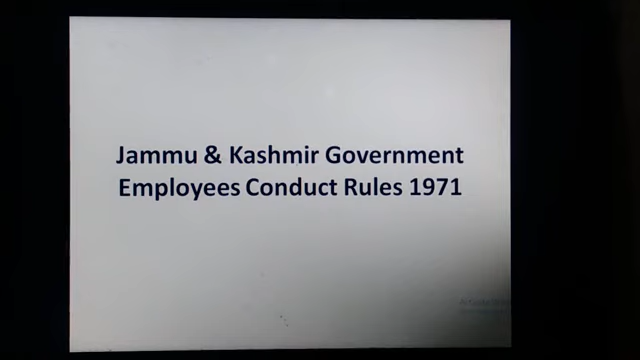 Jammu & Kashmir Government
Employees Conduct Rules 1971